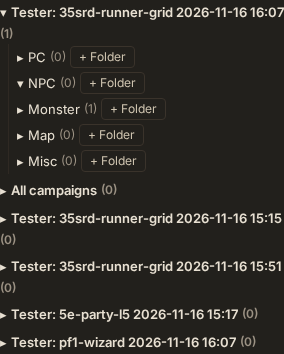 ▾ Tester: 35srd-runner-grid 2026-11-16 16:07
(1)
▸ PC (0) + Folder
▾ NPC (0) + Folder
▸ Monster (1) + Folder
▸ Map (0) + Folder
▸ Misc (0) + Folder
▸ All campaigns (0)
▸ Tester: 35srd-runner-grid 2026-11-16 15:15
(0)
▸ Tester: 35srd-runner-grid 2026-11-16 15:51
(0)
▸ Tester: 5e-party-l5 2026-11-16 15:17 (0)
▸ Tester: pf1-wizard 2026-11-16 16:07 (0)